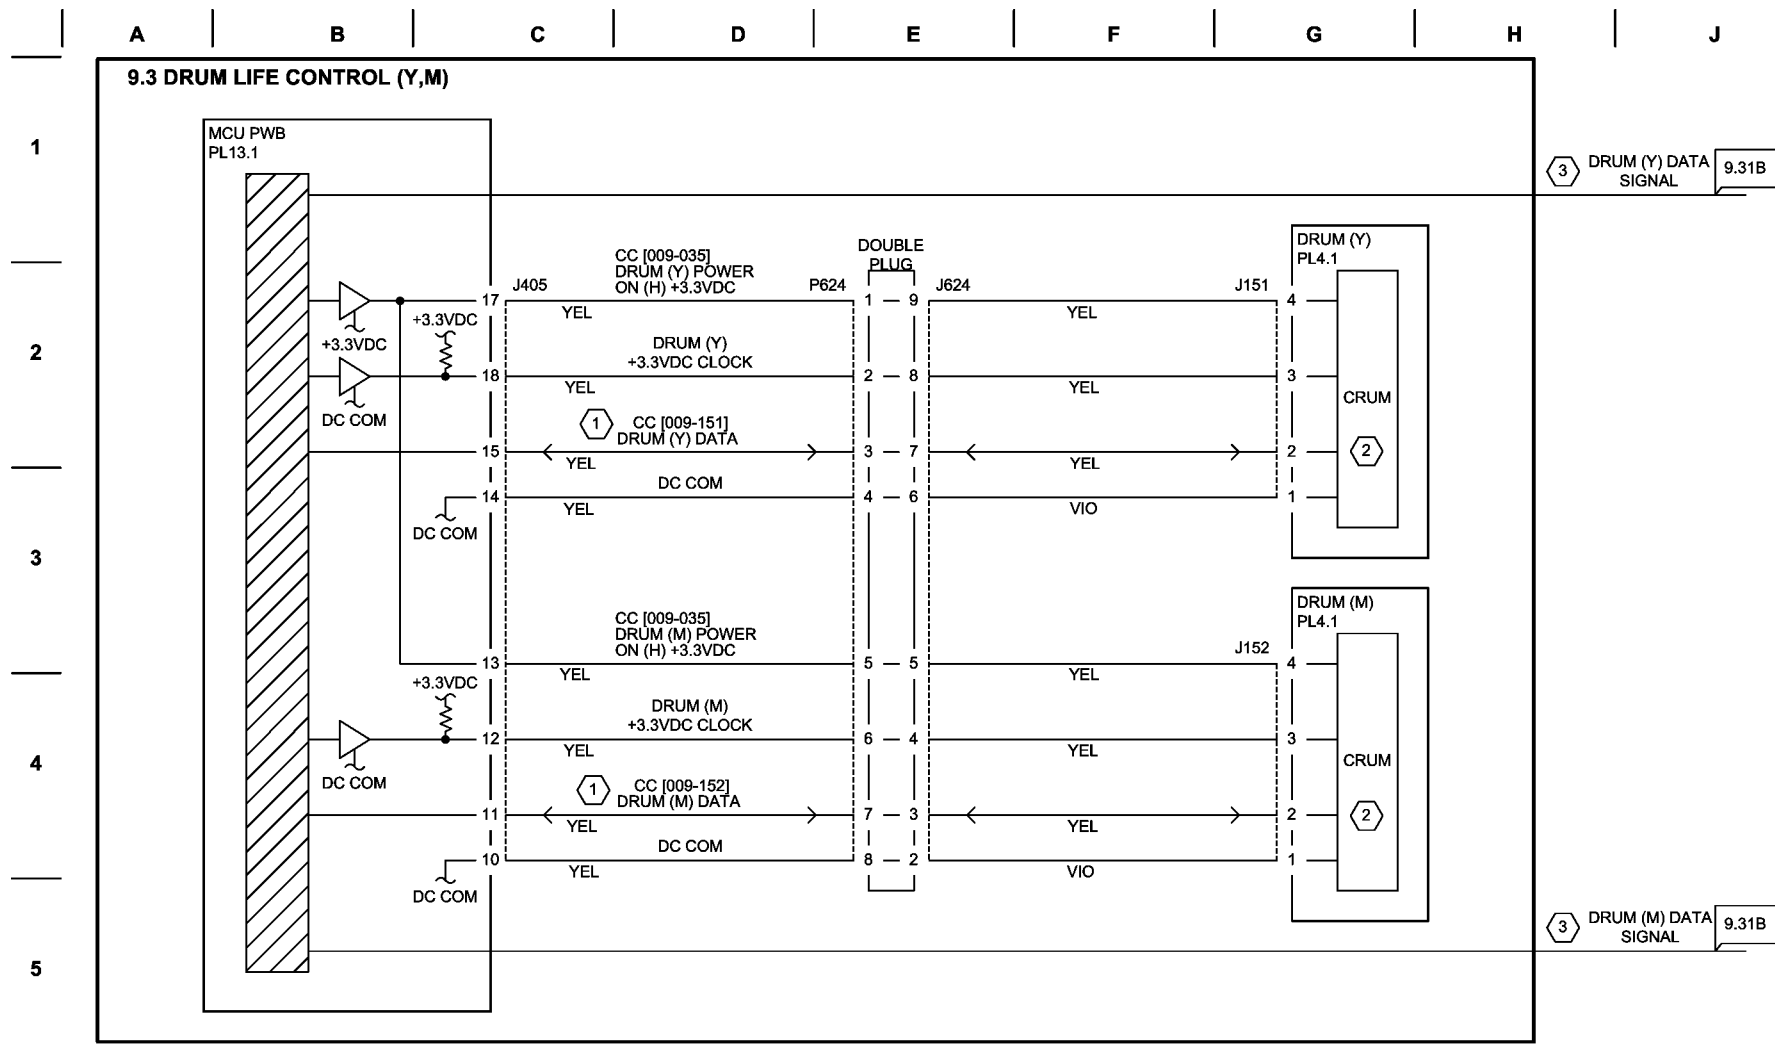 A B C D E F G H J
9.3 DRUM LIFE CONTROL (Y,M)
1
MCU PWB
PL13.1
3 DRUM (Y) DATA
SIGNAL
9.31B
DRUM (Y)
PL4.1
DOUBLE
PLUG
CC [009-035]
DRUM (Y) POWER
ON (H) +3.3VDC
J405 P624 J624 J151
17 1 9 4
YEL YEL
+3.3VDC
+3.3VDC
2
DRUM (Y)
+3.3VDC CLOCK
18 2 8 3
YEL YEL
DC COM
CRUM
1 CC [009-151]
DRUM (Y) DATA
15 3 7 2 2
YEL YEL
DC COM
14 4 6 1
YEL VIO
DC COM
3
DRUM (M)
PL4.1
CC [009-035]
DRUM (M) POWER
ON (H) +3.3VDC
J152
13 5 5 4
YEL YEL
+3.3VDC
DRUM (M)
+3.3VDC CLOCK
12 6 4 3
YEL YEL
4
DC COM
CRUM
1 CC [009-152]
DRUM (M) DATA
11 7 3 2 2
YEL YEL
DC COM
10 8 2 1
YEL VIO
DC COM
3 DRUM (M) DATA
SIGNAL
9.31B
5